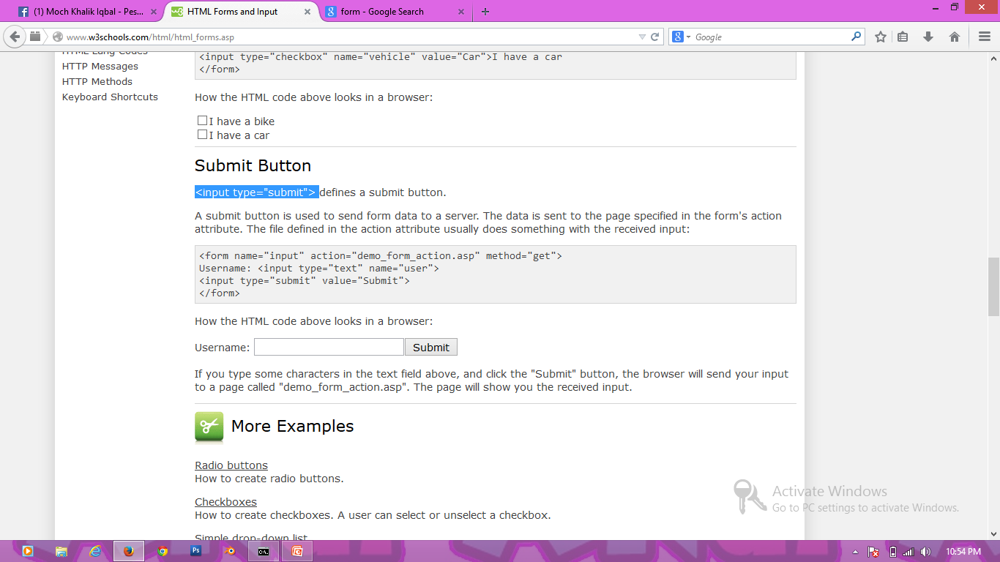 (1) Moch Khalik Iqbal - Pes...
HTML Forms and Input
form - Google Search
www.w3schools.com/html/html_forms.asp
Google
HTML Lang Codes
HTTP Messages
HTTP Methods
Keyboard Shortcuts
<input type="checkbox" name="vehicle" value="Car">I have a car
</form>
How the HTML code above looks in a browser:
I have a bike
I have a car
Submit Button
<input type="submit"> defines a submit button.
A submit button is used to send form data to a server. The data is sent to the page specified in the form's action
attribute. The file defined in the action attribute usually does something with the received input:
<form name="input" action="demo_form_action.asp" method="get">
Username: <input type="text" name="user">
<input type="submit" value="Submit">
</form>
How the HTML code above looks in a browser:
Username:
Submit
If you type some characters in the text field above, and click the "Submit" button, the browser will send your input
to a page called "demo_form_action.asp". The page will show you the received input.
More Examples
Radio buttons
How to create radio buttons.
Checkboxes
How to create checkboxes. A user can select or unselect a checkbox.
Simple drop-down list
Activate Windows
Go to PC settings to activate Windows.
10:54 PM